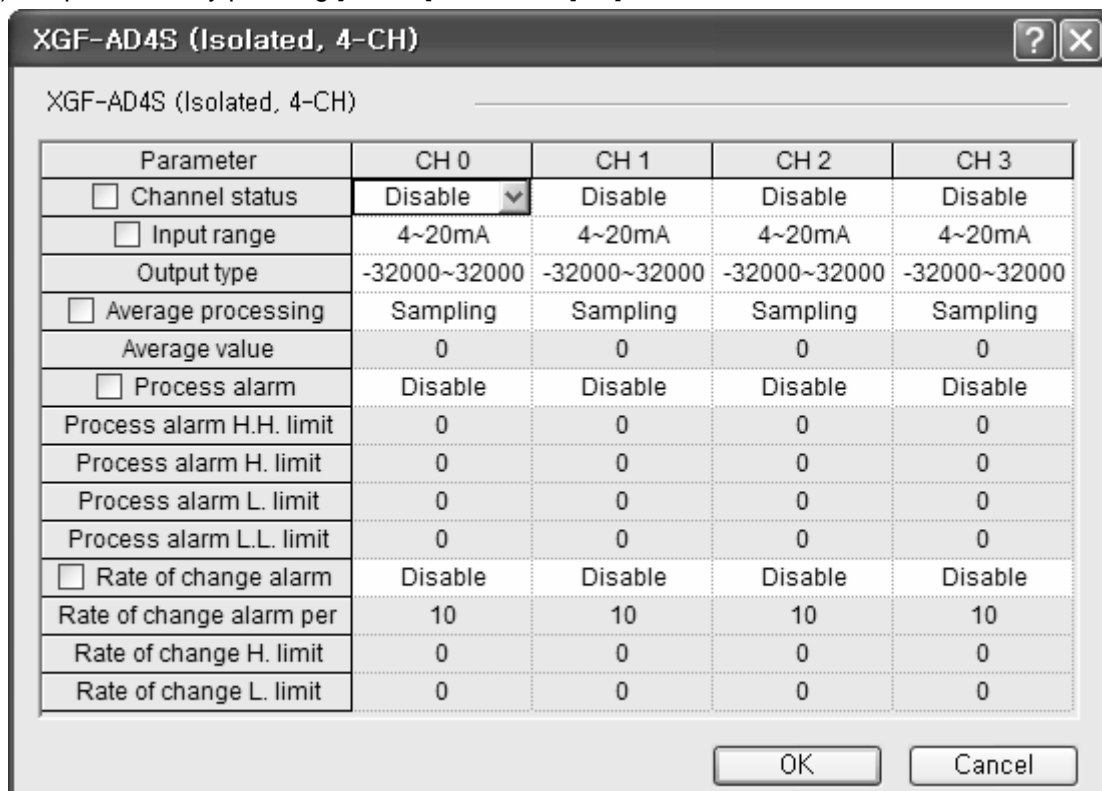 XGF-AD4S (Isolated, 4-CH)
XGF-AD4S (Isolated, 4-CH)
Parameter CH 0 CH 1 CH 2 CH 3
Channel status Disable Disable Disable Disable
Input range 4~20mA 4~20mA 4~20mA 4~20mA
Output type -32000~32000 -32000~32000 -32000~32000 -32000~32000
Average processing Sampling Sampling Sampling Sampling
Average value 0 0 0 0
Process alarm Disable Disable Disable Disable
Process alarm H.H. limit 0 0 0 0
Process alarm H. limit 0 0 0 0
Process alarm L. limit 0 0 0 0
Process alarm L.L. limit 0 0 0 0
Rate of change alarm Disable Disable Disable Disable
Rate of change alarm per 10 10 10 10
Rate of change H. limit 0 0 0 0
Rate of change L. limit 0 0 0 0
OK Cancel